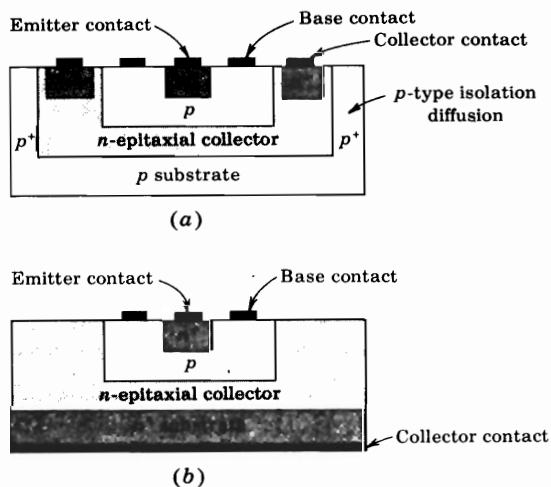 Emitter contact
Base contact
Collector contact
p-type isolation
diffusion
p
p⁺
n-epitaxial collector
p⁺
p substrate
(a)
Emitter contact
Base contact
p
n-epitaxial collector
Collector contact
(b)